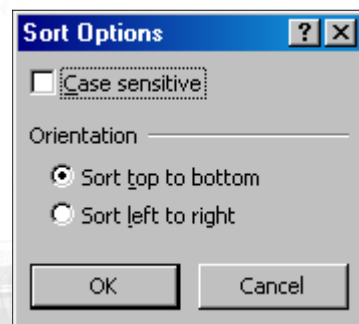 Sort Options
Case sensitive
Orientation
Sort top to bottom
Sort left to right
OK
Cancel